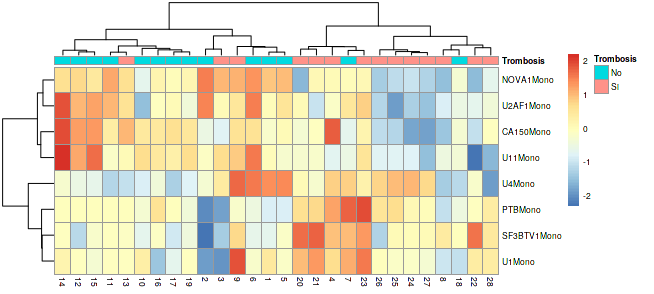 Trombosis
NOVA1Mono
U2AF1Mono
CA150Mono
U11Mono
U4Mono
PTBMono
SF3BTV1Mono
U1Mono
14 12 15 11 13 10 16 17 19 2 3 9 6 1 5 20 21 4 7 23 26 25 24 27 8 18 22 28
2
1
0
-1
-2
Trombosis
No
SI